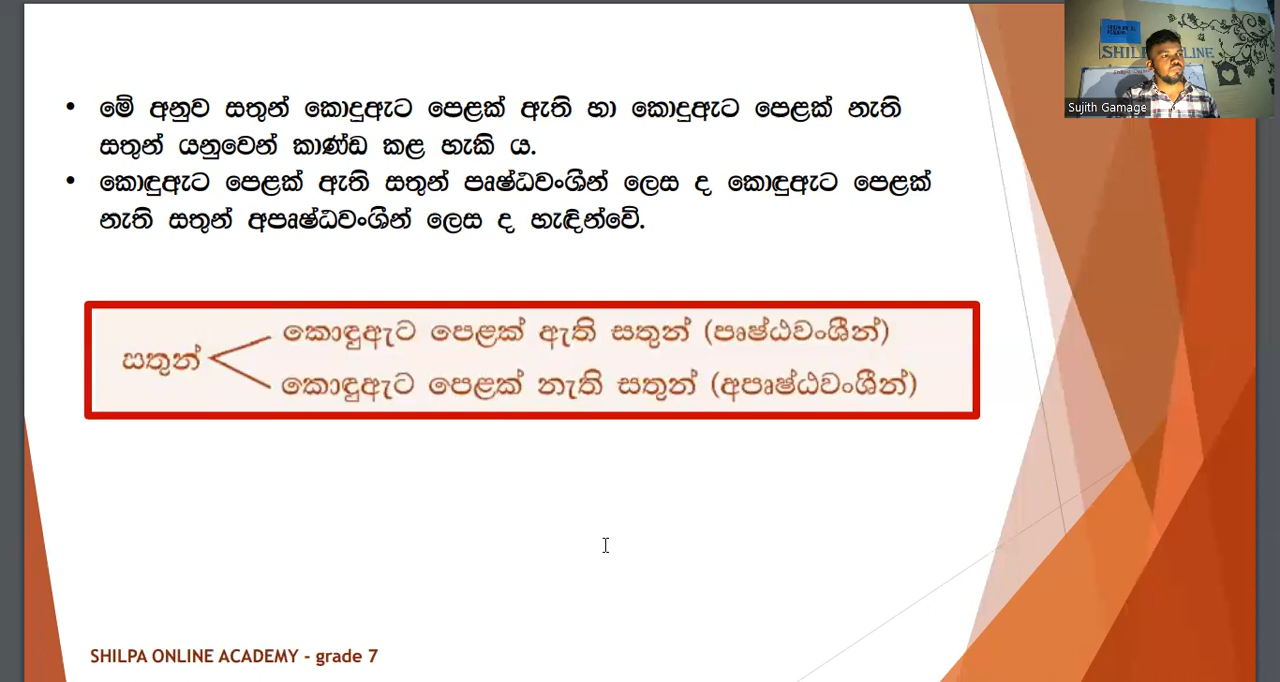 SHILPA ONLINE
Sujith Gamage
• මේ අනුව සතුන් කොදුඇට පෙළක් ඇති හා කොදුඇට පෙළක් නැති
සතුන් යනුවෙන් කාණ්ඩ කළ හැකි ය.
• කොඳුඇට පෙළක් ඇති සතුන් පෘෂ්ඨවංශීන් ලෙස ද කොඳුඇට පෙළක්
නැති සතුන් අපෘෂ්ඨවංශීන් ලෙස ද හැඳින්වේ.
කොඳුඇට පෙළක් ඇති සතුන් (පෘෂ්ඨවංශීන්)
සතුන්
කොඳුඇට පෙළක් නැති සතුන් (අපෘෂ්ඨවංශීන්)
SHILPA ONLINE ACADEMY - grade 7